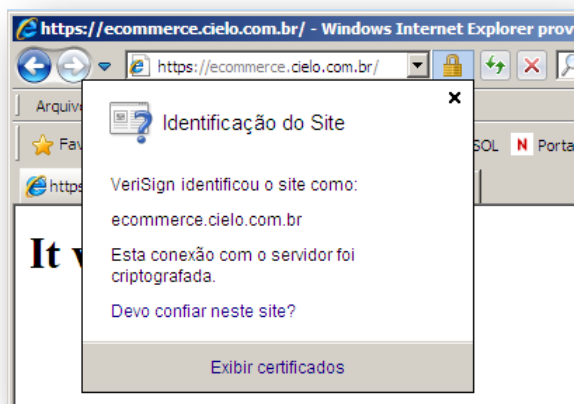 https://ecommerce.cielo.com.br/ - Windows Internet Explorer prov
https://ecommerce.cielo.com.br/
Identificação do Site
SOL N Porta
VeriSign identificou o site como:
ecommerce.cielo.com.br
Esta conexão com o servidor foi
criptografada.
Devo confiar neste site?
Exibir certificados
Arquiv
Fav
https
It